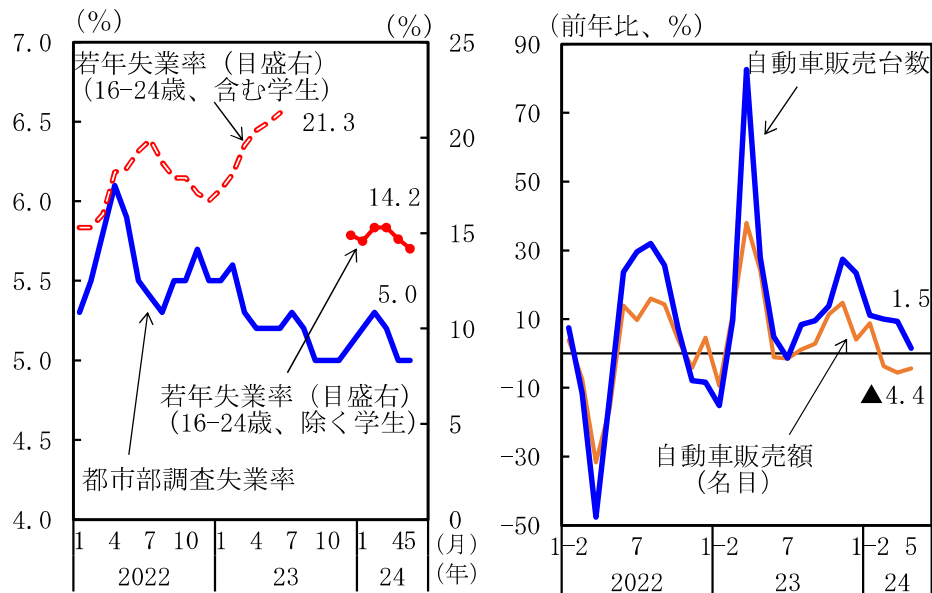 (%)
(%)
7.0
6.5
6.0
5.5
5.0
4.5
4.0
25
20
15
10
5
0
若年失業率（目盛右）
(16-24歳、含む学生)
21.3
14.2
5.0
若年失業率（目盛右）
(16-24歳、除く学生)
都市部調査失業率
1 4 7 10 1 4 7 10 1 45 (月)
2022 23 24 (年)
(前年比、%)
90
70
50
30
10
-10
-30
-50
自動車販売台数
1.5
▲4.4
自動車販売額
(名目)
1-2 7 1-2 7 1-2 5
2022 23 24